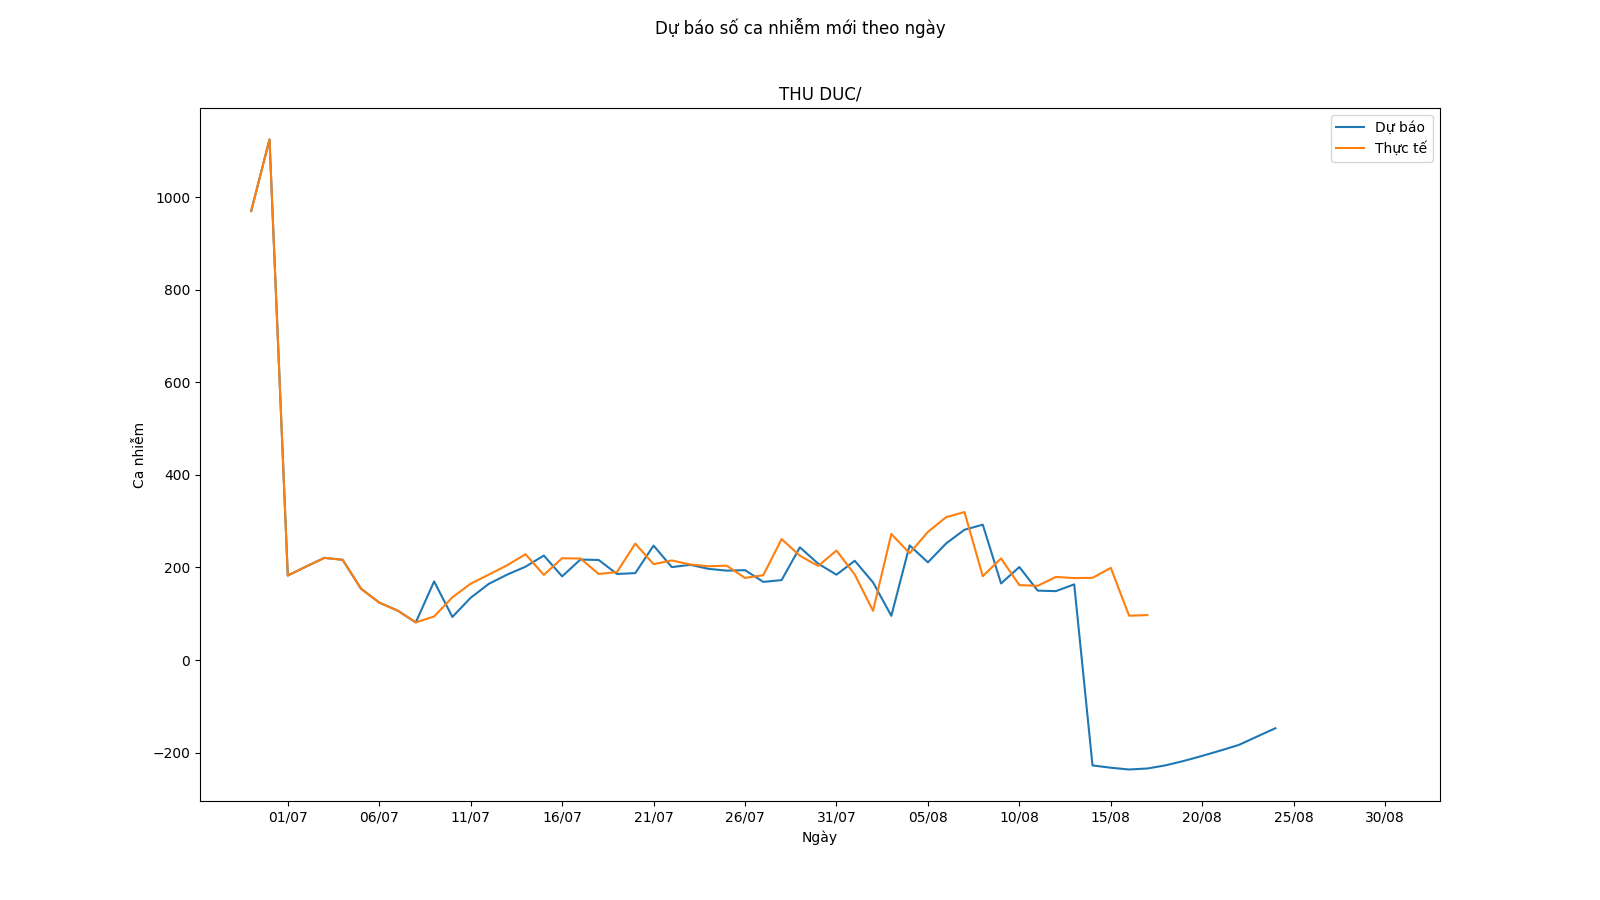 Dự báo số ca nhiễm mới theo ngày
THU DUC/
Dự báo
Thực tế
1000
800
600
400
200
0
−200
Ca nhiễm
01/07 06/07 11/07 16/07 21/07 26/07 31/07 05/08 10/08 15/08 20/08 25/08 30/08
Ngày